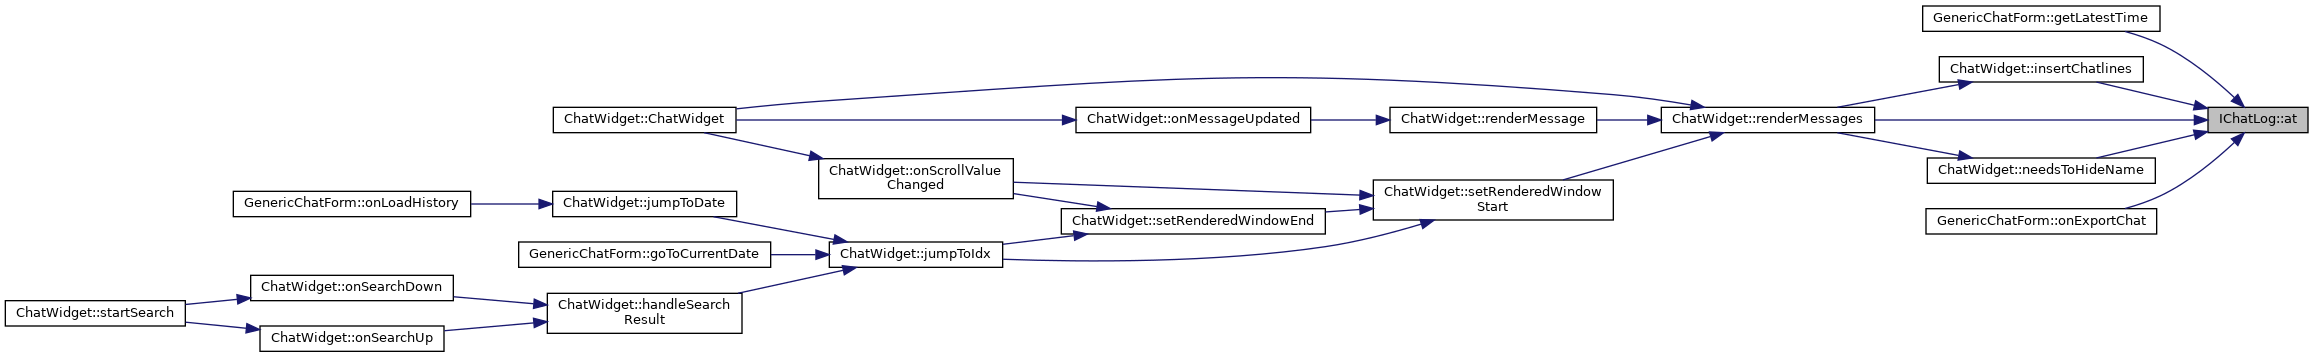 GenericChatForm::getLatestTime
ChatWidget::insertChatlines
ChatWidget::ChatWidget
ChatWidget::onMessageUpdated
ChatWidget::renderMessage
ChatWidget::renderMessages
IChatLog::at
ChatWidget::onScrollValue
Changed
ChatWidget::needsToHideName
GenericChatForm::onLoadHistory
ChatWidget::jumpToDate
ChatWidget::setRenderedWindow
Start
ChatWidget::setRenderedWindowEnd
GenericChatForm::onExportChat
GenericChatForm::goToCurrentDate
ChatWidget::jumpToIdx
ChatWidget::onSearchDown
ChatWidget::handleSearch
Result
ChatWidget::startSearch
ChatWidget::onSearchUp